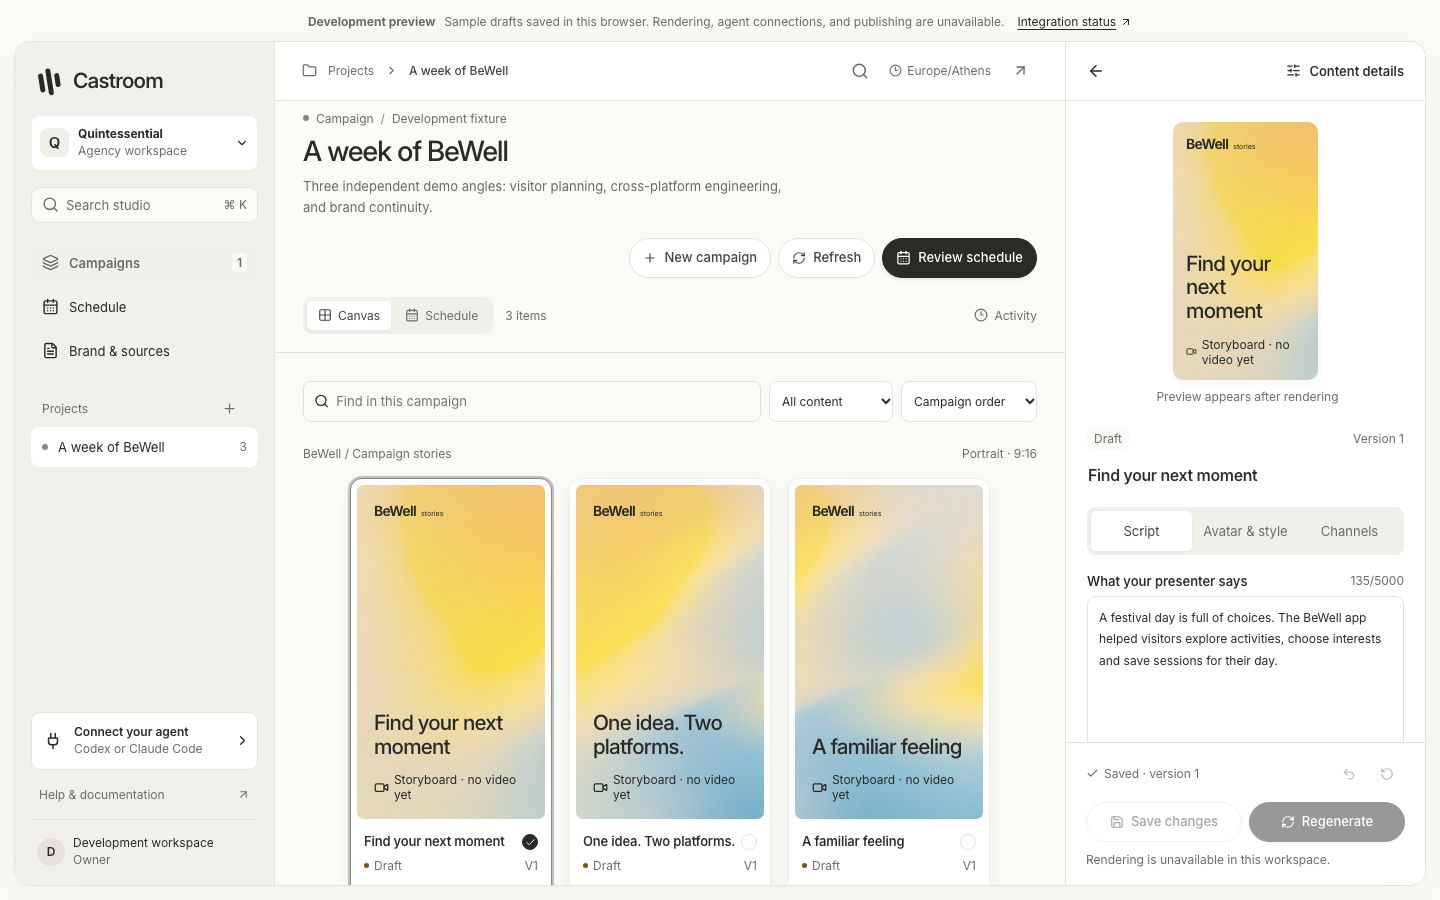 Development preview Sample drafts saved in this browser. Rendering, agent connections, and publishing are unavailable. Integration status
Castroom
Q
Quintessential
Agency workspace
Search studio ⌘ K
Campaigns 1
Schedule
Brand & sources
Projects
A week of BeWell 3
Connect your agent
Codex or Claude Code
Help & documentation
D
Development workspace
Owner
Projects A week of BeWell
Europe/Athens
Campaign / Development fixture
A week of BeWell
Three independent demo angles: visitor planning, cross-platform engineering,
and brand continuity.
New campaign Refresh Review schedule
Canvas Schedule 3 items Activity
Find in this campaign All content Campaign order
BeWell / Campaign stories Portrait · 9:16
BeWell stories
Find your next
moment
Storyboard · no video
yet
Find your next moment
Draft V1
BeWell stories
One idea. Two
platforms.
Storyboard · no video
yet
One idea. Two platforms.
Draft V1
BeWell stories
A familiar feeling
Storyboard · no video
yet
A familiar feeling
Draft V1
Content details
BeWell stories
Find your
next
moment
Storyboard · no
video yet
Preview appears after rendering
Draft Version 1
Find your next moment
Script Avatar & style Channels
What your presenter says 135/5000
A festival day is full of choices. The BeWell app
helped visitors explore activities, choose interests
and save sessions for their day.
Saved · version 1
Save changes Regenerate
Rendering is unavailable in this workspace.